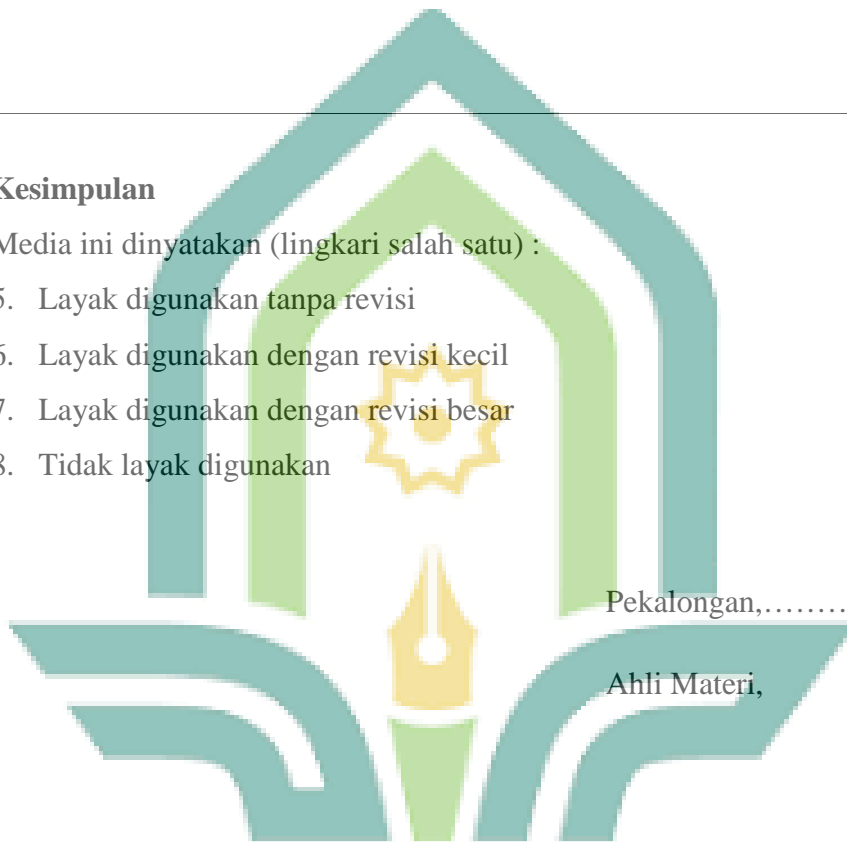 Kesimpulan
Media ini dinyatakan (lingkari salah satu) :
5. Layak digunakan tanpa revisi
6. Layak digunakan dengan revisi kecil
7. Layak digunakan dengan revisi besar
8. Tidak layak digunakan
Pekalongan,………
Ahli Materi,